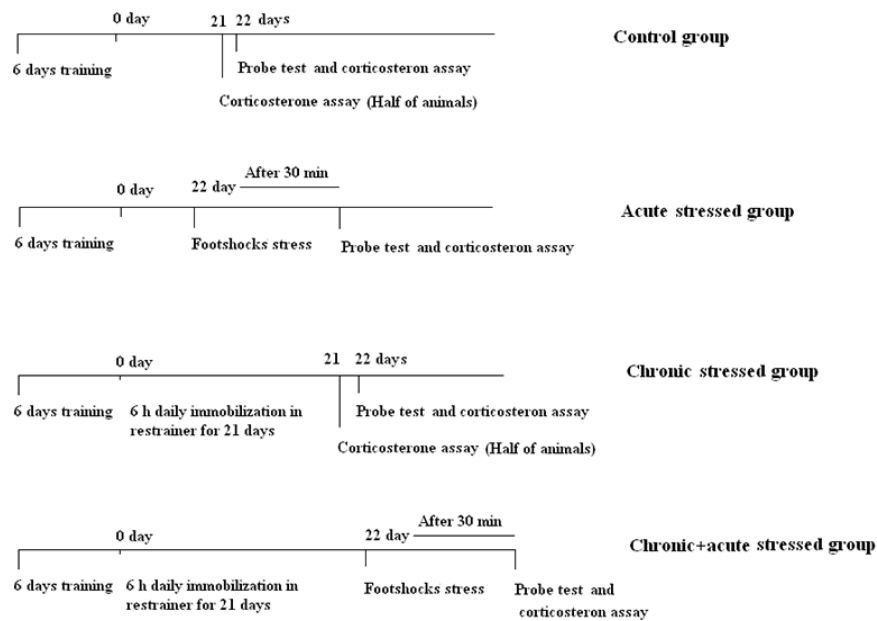 0 day
21 22 days
Control group
6 days training
Probe test and corticosteron assay
Corticosterone assay (Half of animals)
After 30 min
0 day
22 day
Acute stressed group
6 days training
Footshocks stress
Probe test and corticosteron assay
0 day
21 22 days
Chronic stressed group
6 days training
6 h daily immobilization in
restrainer for 21 days
Probe test and corticosteron assay
Corticosterone assay (Half of animals)
After 30 min
0 day
22 day
Chronic+acute stressed group
6 days training
6 h daily immobilization in
restrainer for 21 days
Footshocks stress
Probe test and
corticosteron assay